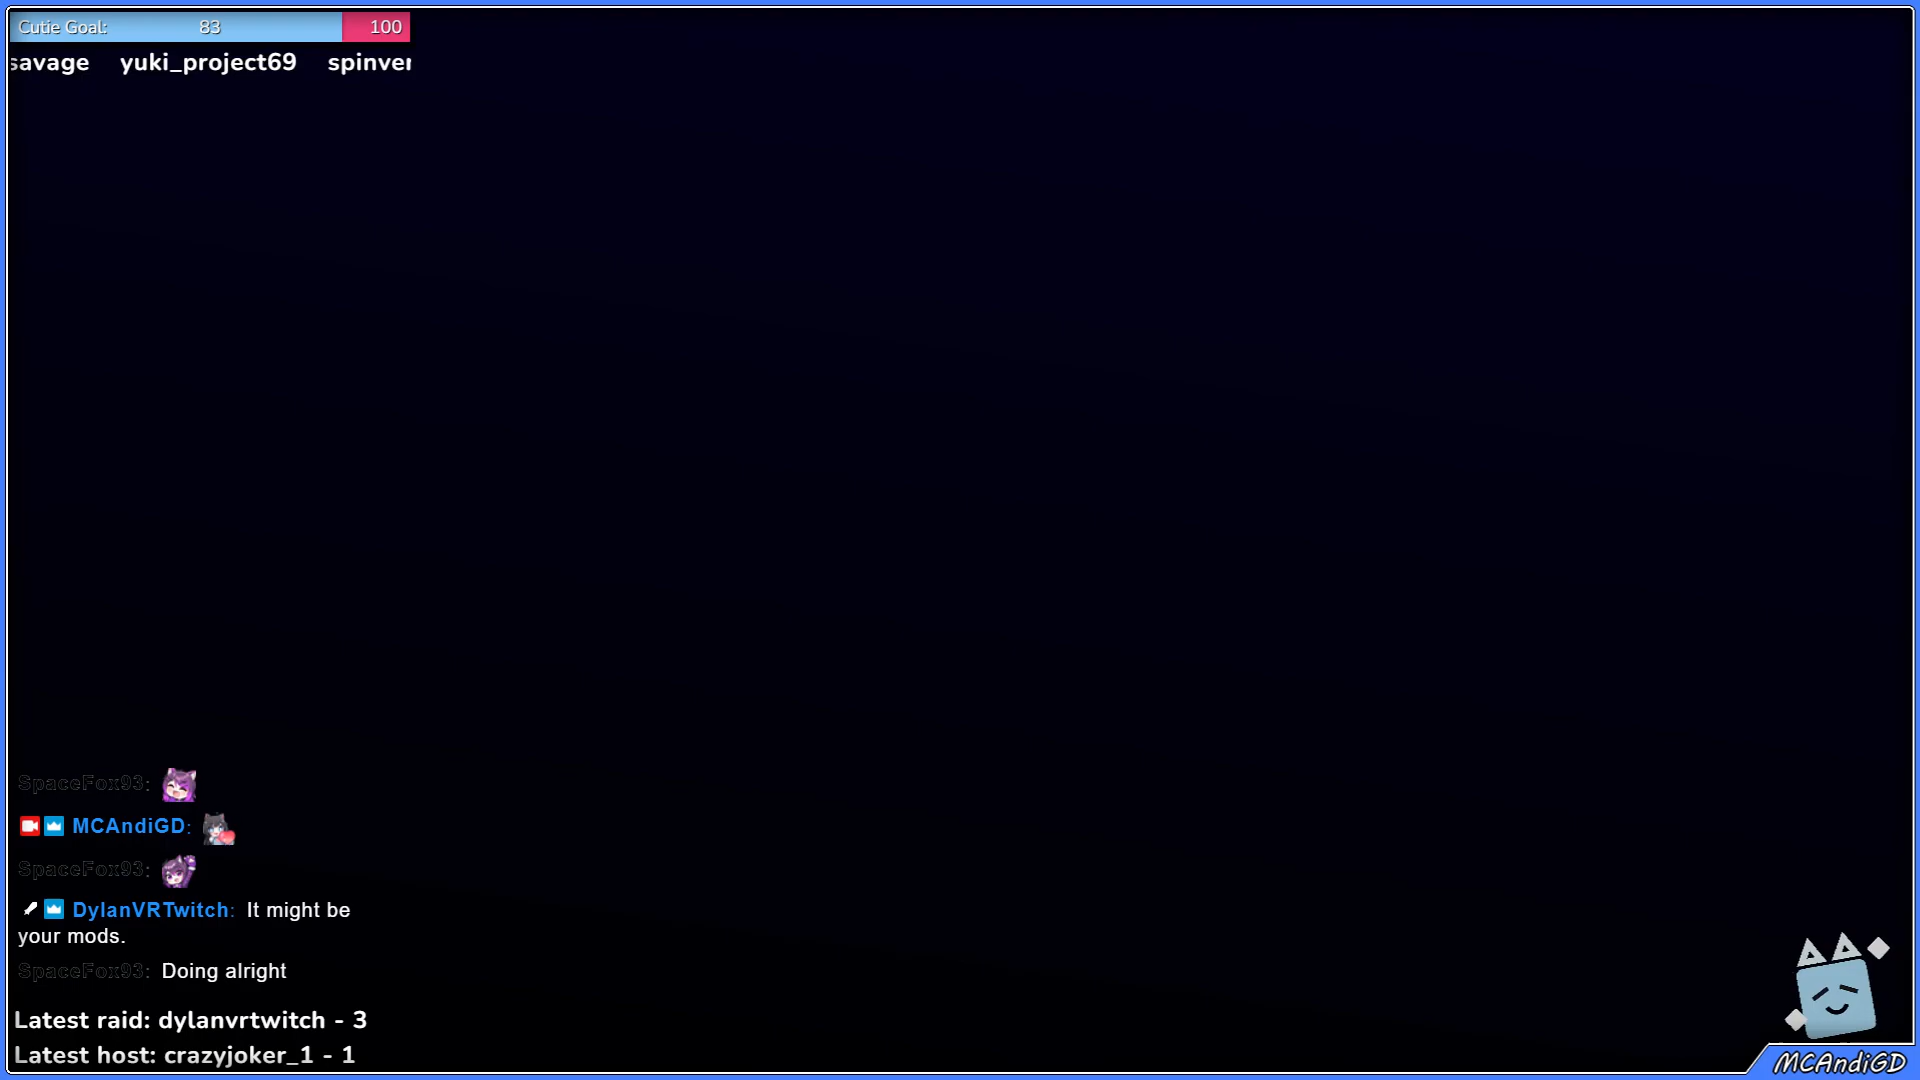 Cutie Goal: 83 100
savage yuki_project69 spinver
SpaceFox93:
MCAndiGD:
SpaceFox93:
DylanVRTwitch: It might be
your mods.
SpaceFox93: Doing alright
Latest raid: dylanvrtwitch - 3
Latest host: crazyjoker_1 - 1
MCAndiGD